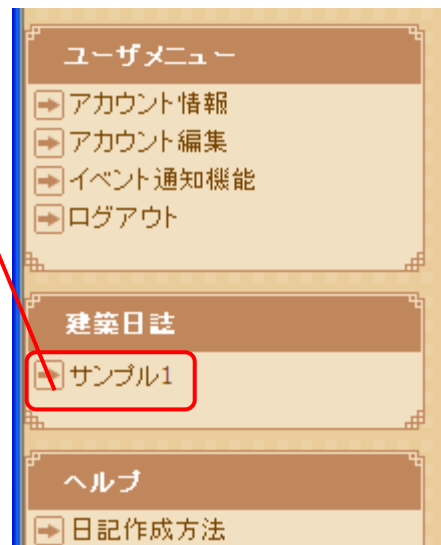 ユーザメニュー
アカウント情報
アカウント編集
イベント通知機能
ログアウト
建築日誌
サンプル1
ヘルプ
日記作成方法